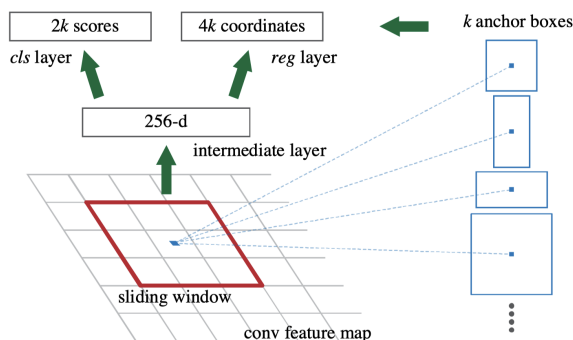 2k scores
4k coordinates
k anchor boxes
cls layer
reg layer
256-d
intermediate layer
sliding window
conv feature map